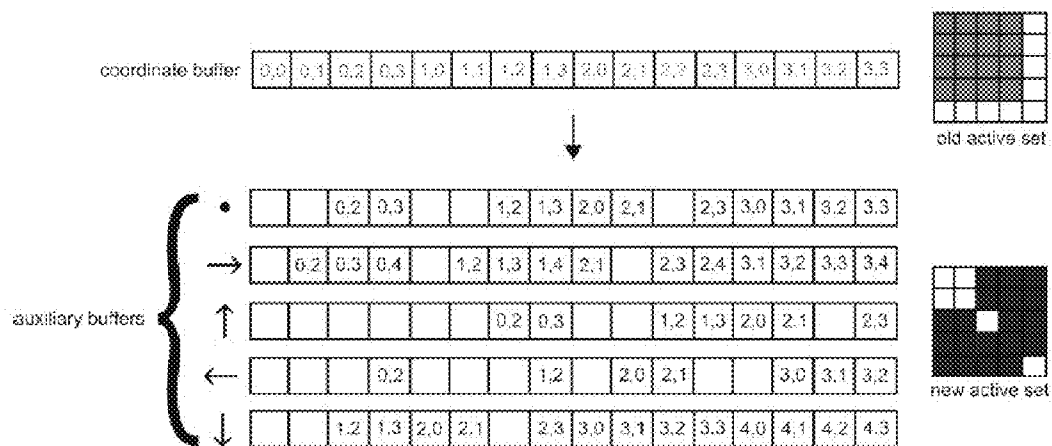 coordinate buffer 0,0 0,1 0,2 0,3 1,0 1,1 1,2 1,3 2,0 2,1 2,2 2,3 3,0 3,1 3,2 3,3
old active set
0,2 0,3 1,2 1,3 2,0 2,1 2,3 3,0 3,1 3,2 3,3
0,2 0,3 0,4 1,2 1,3 1,4 2,1 2,3 2,4 3,1 3,2 3,3 3,4
auxiliary buffers
0,2 0,3 1,2 1,3 2,0 2,1 2,3
0,2 1,2 2,0 2,1 3,0 3,1 3,2
new active set
1,2 1,3 2,0 2,1 2,3 3,0 3,1 3,2 3,3 4,0 4,1 4,2 4,3